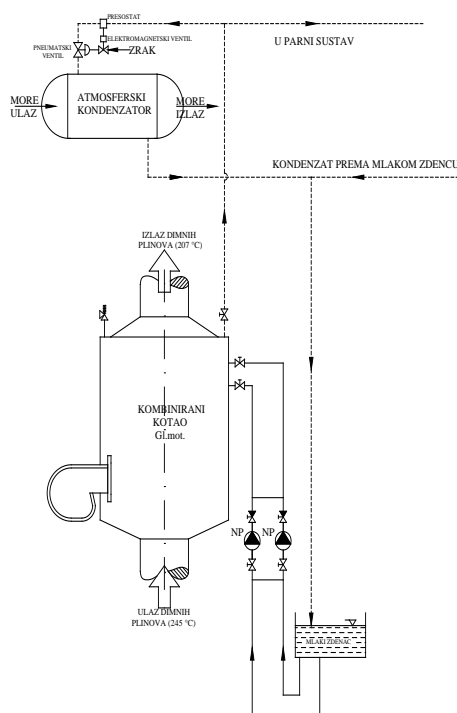 PRESOSTAT
U PARNI SUSTAV
ELEKTROMAGNETSKI VENTIL
PNEUMATSKI
VENTIL
ZRAK
MORE
ULAZ
ATMOSFERSKI
KONDENZATOR
MORE
IZLAZ
KONDENZAT PREMA MLAKOM ZDENCU
IZLAZ DIMNIH
PLINOVA (207 °C)
KOMBINIRANI
KOTAO
Gl.mot.
NP
NP
ULAZ DIMNIH
PLINOVA (245 °C)
MLAKI ZDENAC